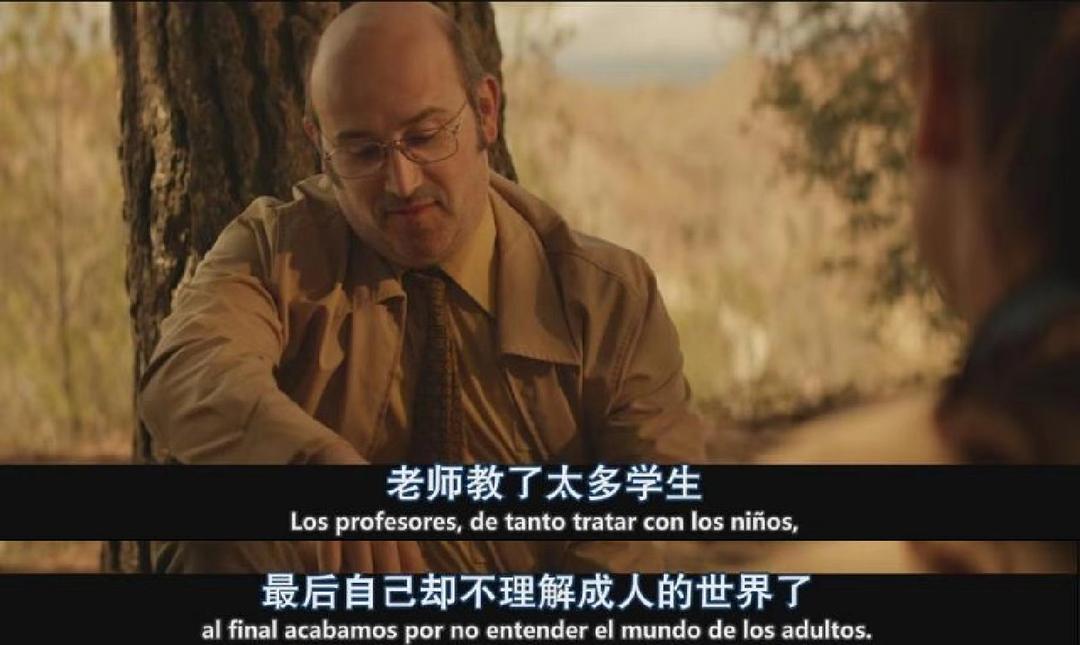 老师教了太多学生
Los profesores, de tanto tratar con los niños,
最后自己却不理解成人的世界了
al final acabamos por no entender el mundo de los adultos.